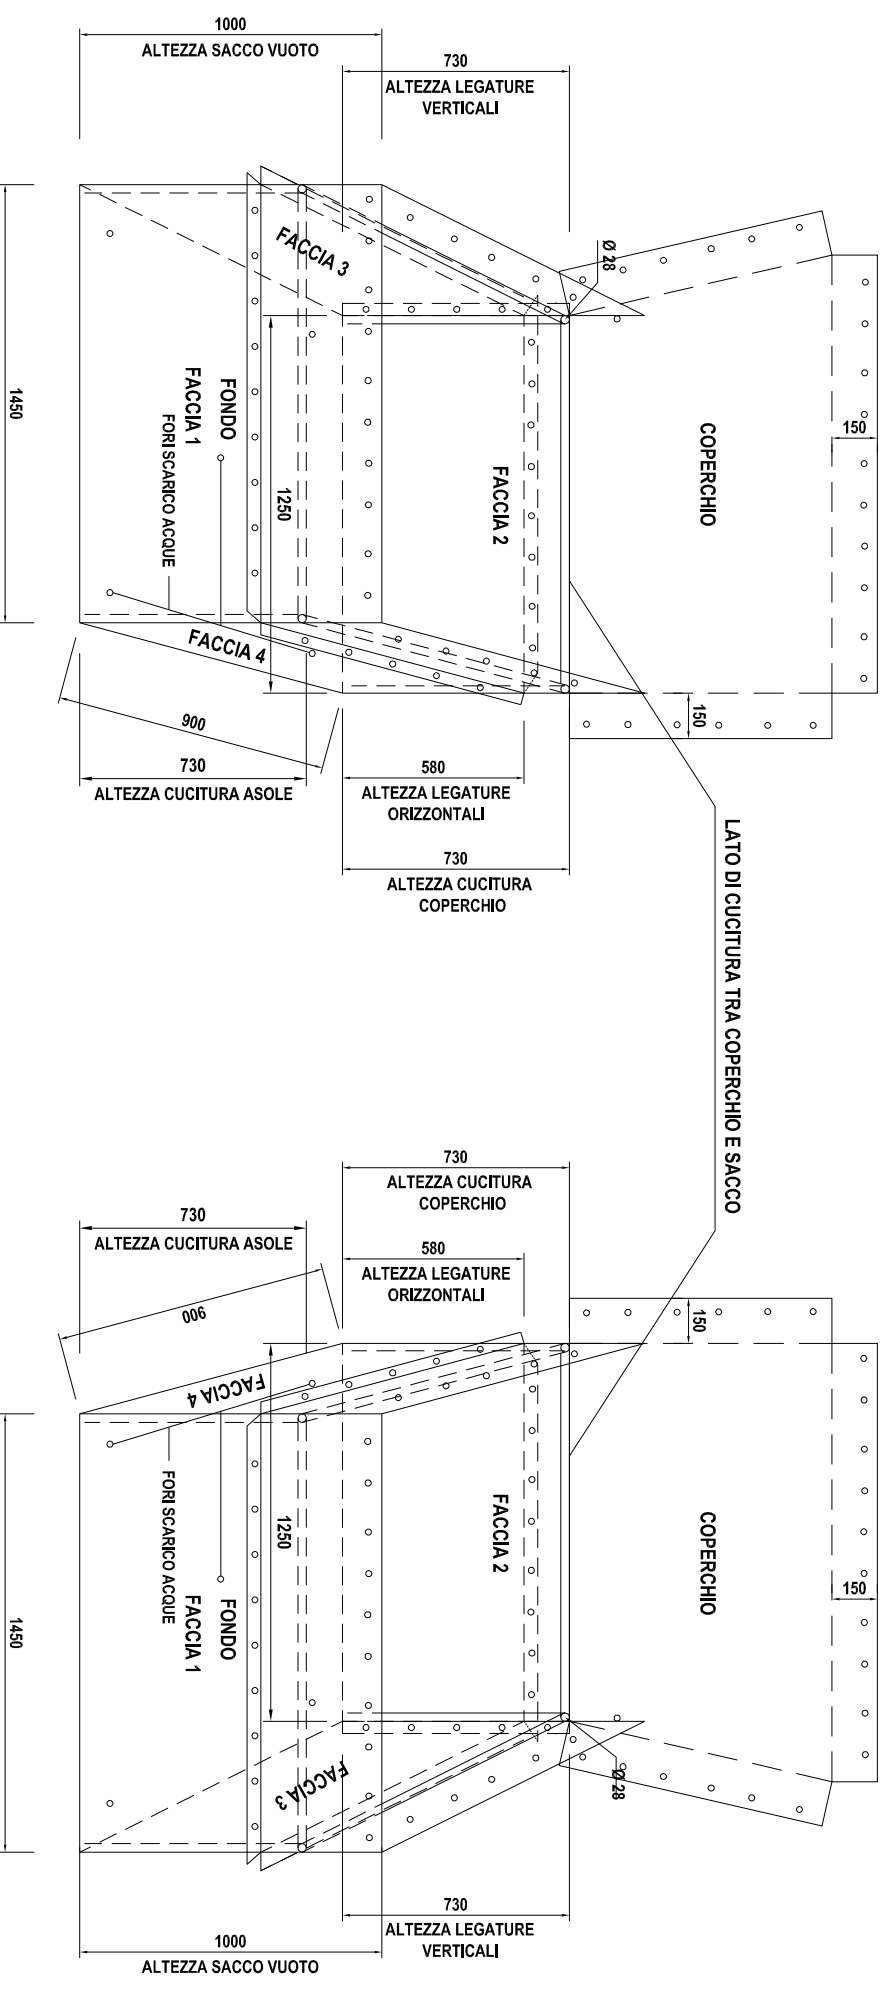 1000
ALTEZZA SACCO VUOTO
730
ALTEZZA LEGATURE
VERTICALI
Ø 28
FACCIA 3
COPERCHIO
150
FONDO
FACCIA 1
FORI SCARICO ACQUE
1450
1250
FACCIA 2
FACCIA 4
900
150
730
ALTEZZA CUCITURA ASOLE
580
ALTEZZA LEGATURE
ORIZZONTALI
730
ALTEZZA CUCITURA
COPERCHIO
LATO DI CUCITURA TRA COPERCHIO E SACCO
730
ALTEZZA CUCITURA
COPERCHIO
730
ALTEZZA CUCITURA ASOLE
580
ALTEZZA LEGATURE
ORIZZONTALI
900
150
FACCIA 4
FORI SCARICO ACQUE
FACCIA 1
FONDO
1250
1450
FACCIA 2
COPERCHIO
150
FACCIA 3
Ø 28
730
ALTEZZA LEGATURE
VERTICALI
1000
ALTEZZA SACCO VUOTO